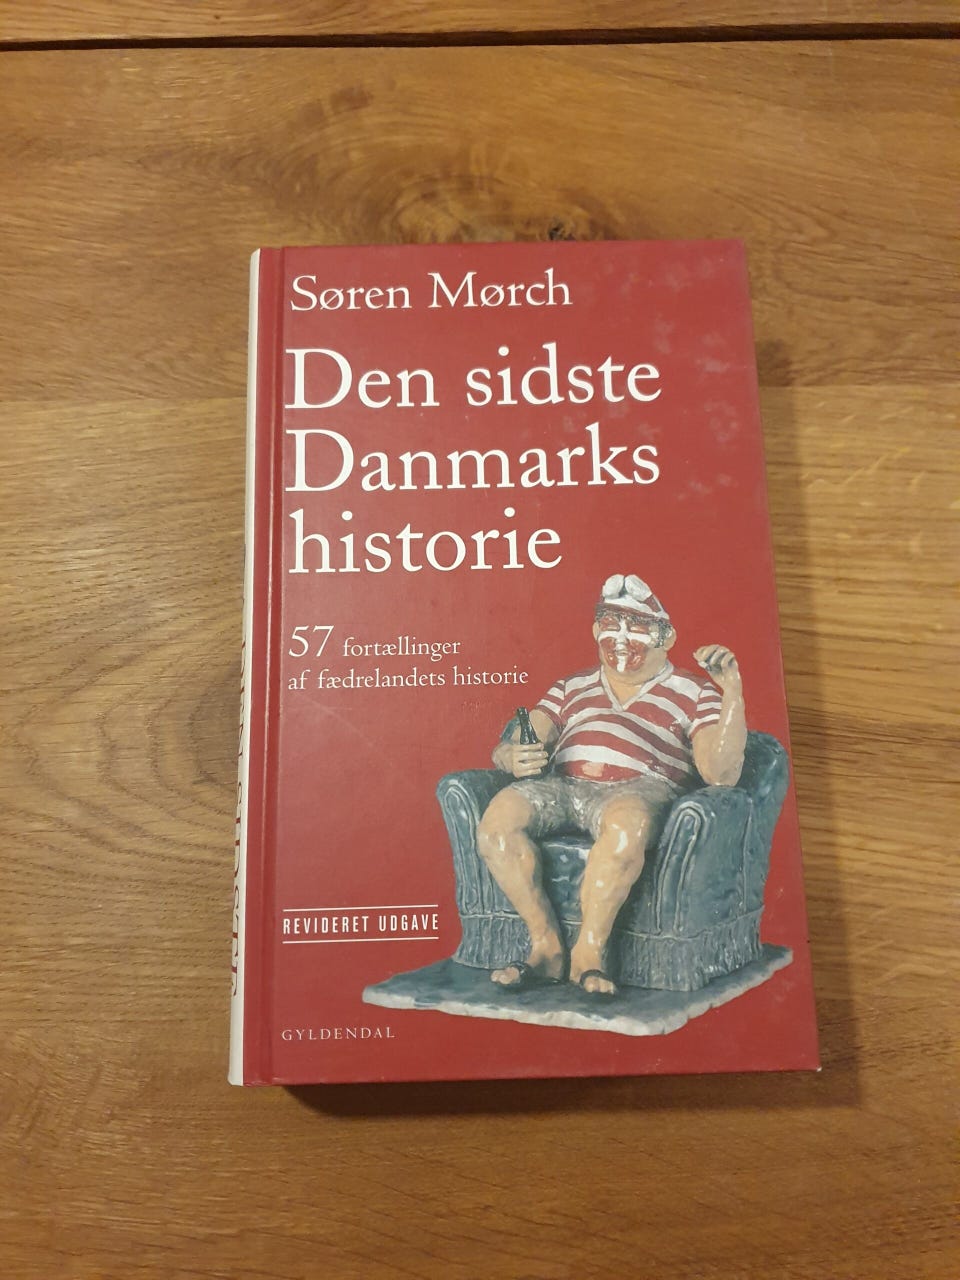 Søren Mørch
Den sidste
Danmarks
historie
57 fortællinger
af fædrelandets historie
REVIDERET UDGAVE
GYLDENDAL